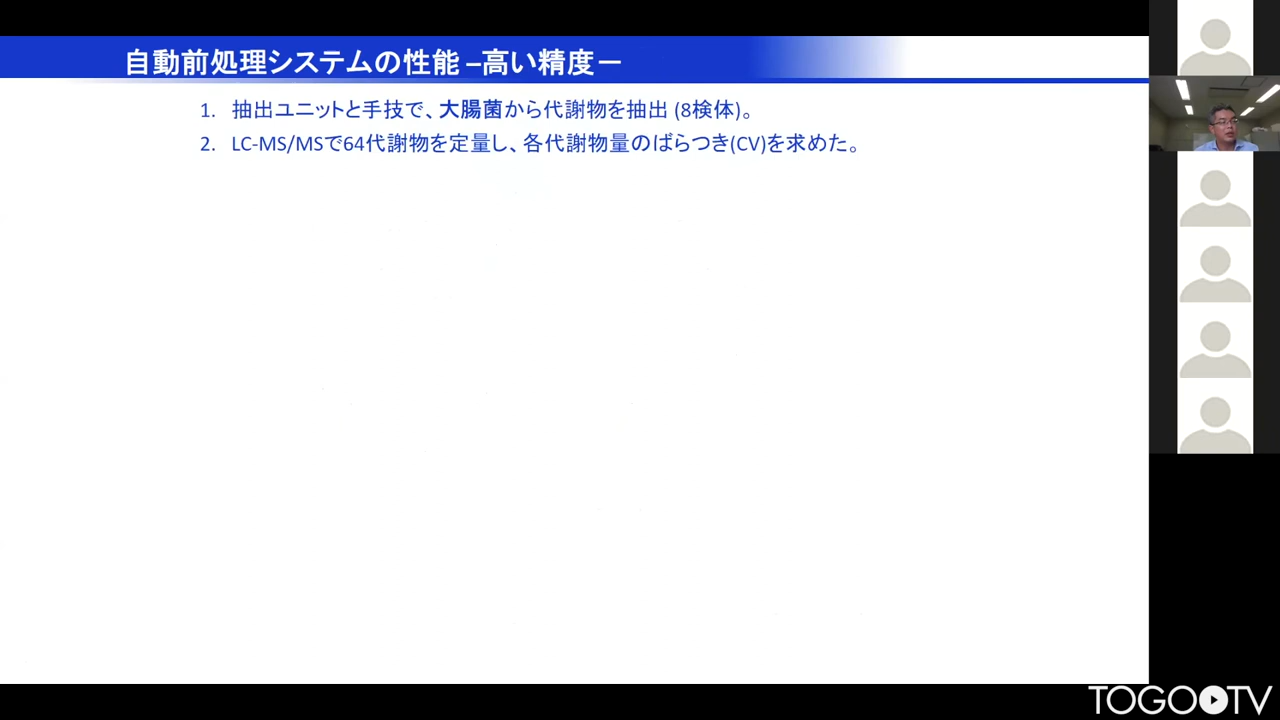 自動前処理システムの性能 –高い精度－
1. 抽出ユニットと手技で、大腸菌から代謝物を抽出 (8検体)。
2. LC-MS/MSで64代謝物を定量し、各代謝物量のばらつき(CV)を求めた。
TOGOTV